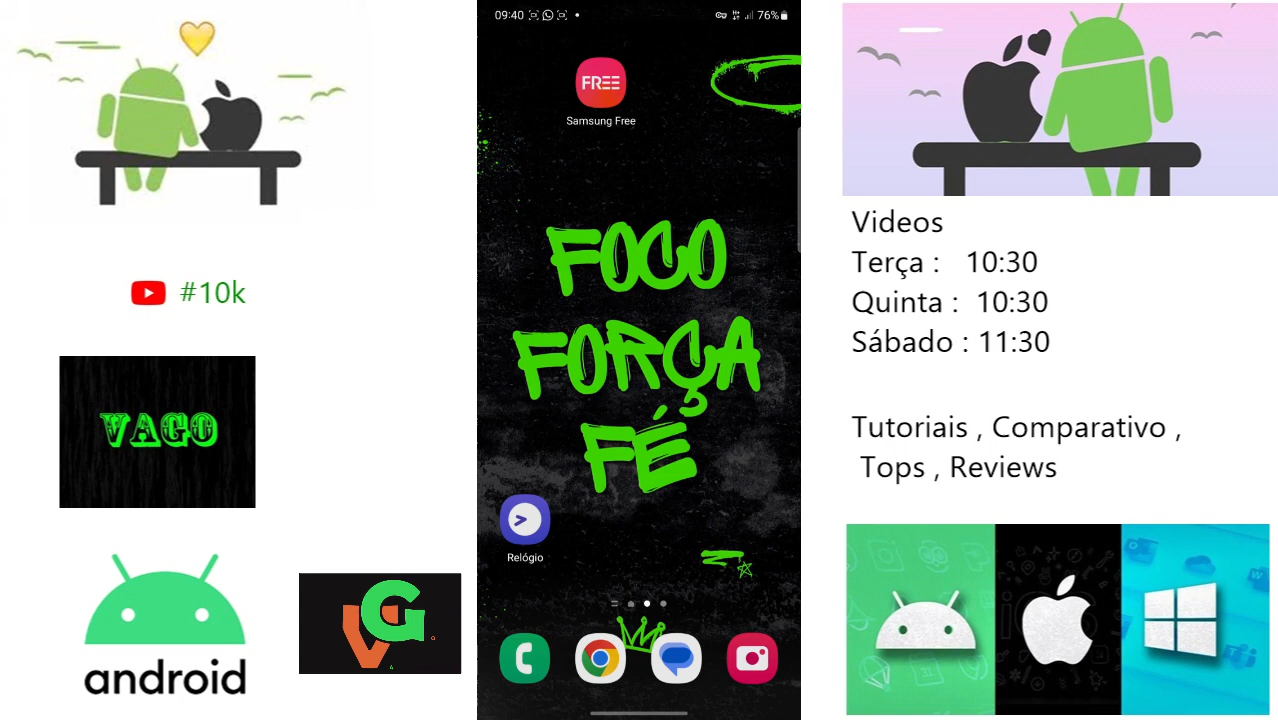 #10k
VAGO
android
VG
09:40
76%
FREE
Samsung Free
FOCO
FORÇA
FÉ
Relógio
Videos
Terça : 10:30
Quinta : 10:30
Sábado : 11:30
Tutoriais , Comparativo ,
Tops , Reviews